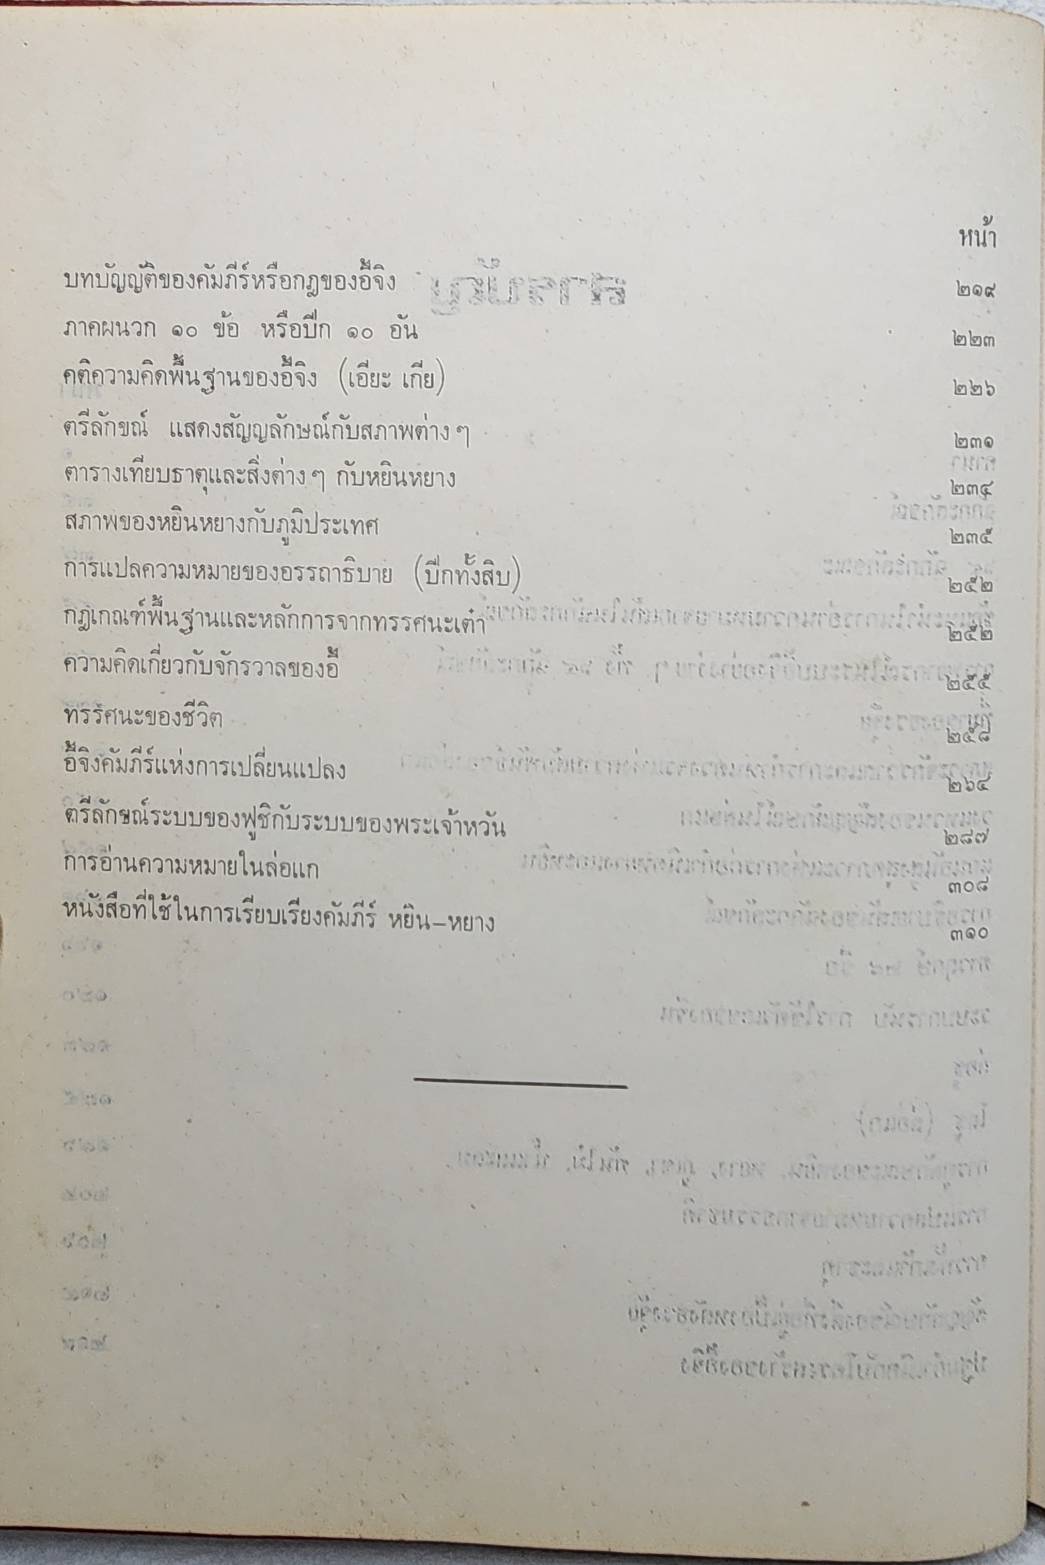 หน้า
บทบัญญัติของคัมภีร์หรือกฎของอี้จิง ๒๑๙
ภาคผนวก ๑๐ ข้อ หรือปีก ๑๐ อัน ๒๒๓
คติความคิดพื้นฐานของอี้จิง (เอียะ เกีย) ๒๒๖
ตรีลักขณ์ แสดงสัญญลักษณ์กับสภาพต่าง ๆ ๒๓๑
ตารางเทียบธาตุและสิ่งต่าง ๆ กับหยินหยาง ๒๓๔
สภาพของหยินหยางกับภูมิประเทศ ๒๓๕
การแปลความหมายของอรรถาธิบาย (ปีกทั้งสิบ) ๒๕๒
กฎเกณฑ์พื้นฐานและหลักการจากทรรศนะเต๋า ๒๕๒
ความคิดเกี่ยวกับจักรวาลของอี้ ๒๕๕
ทรรศนะของชีวิต ๒๕๘
อี้จิงคัมภีร์แห่งการเปลี่ยนแปลง ๒๖๔
ตรีลักษณ์ระบบของฟูชิกับระบบของพระเจ้าหวัน ๒๘๗
การอ่านความหมายในล่อแก ๓๐๘
หนังสือที่ใช้ในการเรียบเรียงคัมภีร์ หยิน-หยาง ๓๑๐